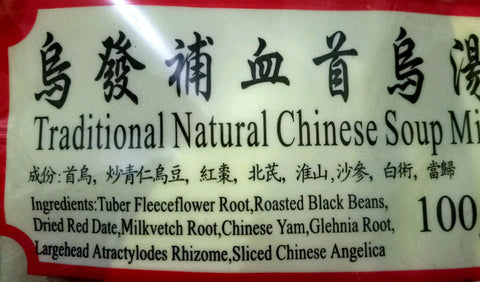 烏發補血首烏湯
Traditional Natural Chinese Soup Mi
成份:首烏, 炒青仁烏豆, 紅棗, 北芪, 淮山,沙參, 白術, 當歸
Ingredients:Tuber Fleeceflower Root,Roasted Black Beans,
Dried Red Date,Milkvetch Root,Chinese Yam,Glehnia Root,
Largehead Atractylodes Rhizome,Sliced Chinese Angelica
100g